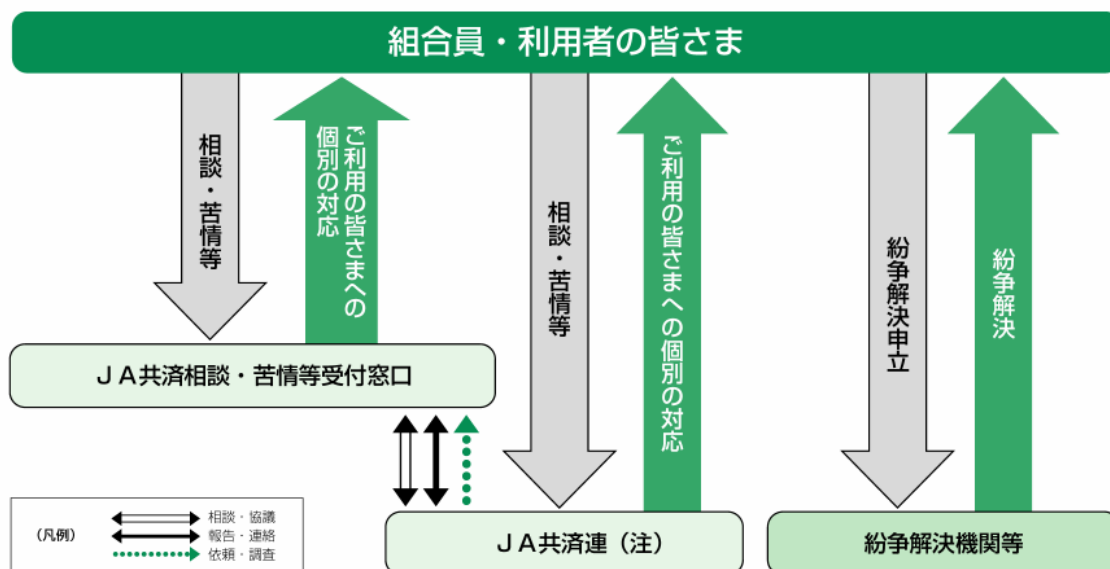 組合員・利用者の皆さま
相談・苦情等
ご利用の皆さまへの
個別の対応
相談・苦情等
ご利用の皆さまへの個別の対応
紛争解決申立
紛争解決
ＪＡ共済相談・苦情等受付窓口
（凡例）
相談・協議
報告・連絡
依頼・調査
ＪＡ共済連（注）
紛争解決機関等